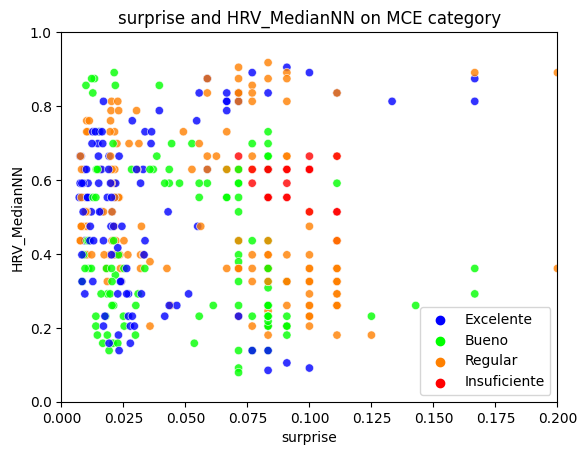 surprise and HRV_MedianNN on MCE category
HRV_MedianNN
1.0
0.8
0.6
0.4
0.2
0.0
Excelente
Bueno
Regular
Insuficiente
0.000 0.025 0.050 0.075 0.100 0.125 0.150 0.175 0.200
surprise